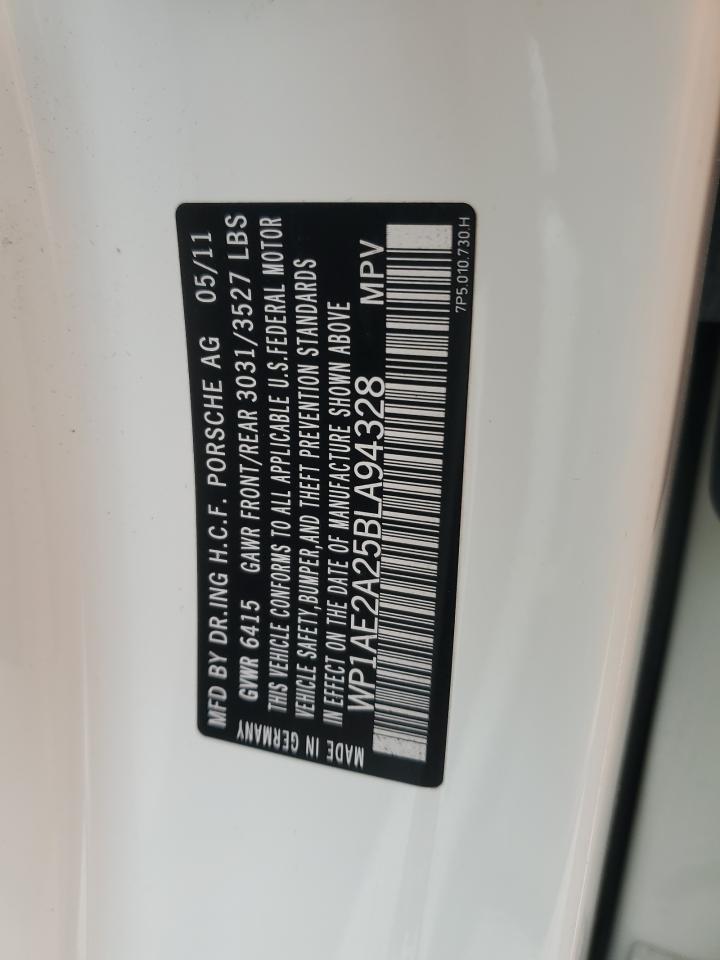 MFD BY DR.ING H.C.F. PORSCHE AG 05/11
GVWR 6415 GAWR FRONT/REAR 3031/3527 LBS
THIS VEHICLE CONFORMS TO ALL APPLICABLE U.S.FEDERAL MOTOR
VEHICLE SAFETY,BUMPER,AND THEFT PREVENTION STANDARDS
IN EFFECT ON THE DATE OF MANUFACTURE SHOWN ABOVE
WP1AE2A25BLA94328 MPV
MADE IN GERMANY
7P5.010.730.H